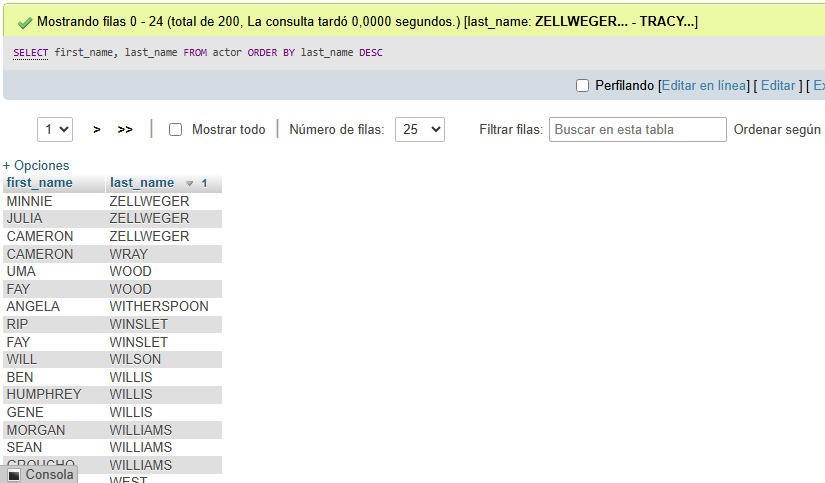 Mostrando filas 0 - 24 (total de 200, La consulta tardó 0,0000 segundos.) [last_name: ZELLWEGER... - TRACY...]
SELECT first_name, last_name FROM actor ORDER BY last_name DESC
Perfilando [Editar en línea] [ Editar ] [ Ex
1 > >> | Mostrar todo | Número de filas: 25 Filtrar filas: Buscar en esta tabla Ordenar según
+ Opciones
first_name last_name 1
MINNIE ZELLWEGER
JULIA ZELLWEGER
CAMERON ZELLWEGER
CAMERON WRAY
UMA WOOD
FAY WOOD
ANGELA WITHERSPOON
RIP WINSLET
FAY WINSLET
WILL WILSON
BEN WILLIS
HUMPHREY WILLIS
GENE WILLIS
MORGAN WILLIAMS
SEAN WILLIAMS
GROUCHO WILLIAMS
Consola WEST